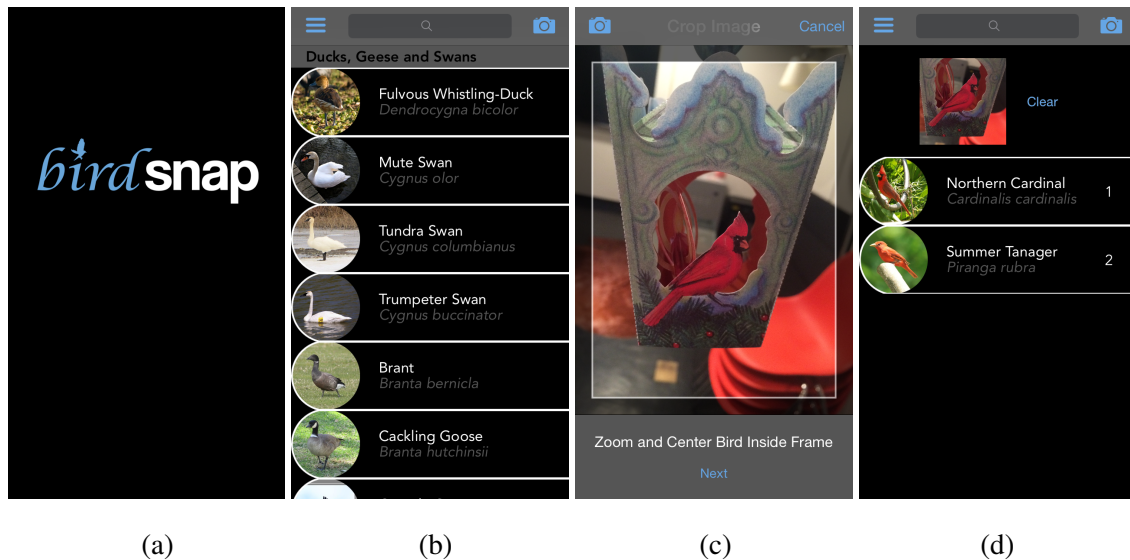 birdsnap
Ducks, Geese and Swans
Fulvous Whistling-Duck
Dendrocygna bicolor
Mute Swan
Cygnus olor
Tundra Swan
Cygnus columbianus
Trumpeter Swan
Cygnus buccinator
Brant
Branta bernicla
Cackling Goose
Branta hutchinsii
Crop Image
Cancel
Zoom and Center Bird Inside Frame
Next
Clear
Northern Cardinal
Cardinalis cardinalis
1
Summer Tanager
Piranga rubra
2
(a)
(b)
(c)
(d)